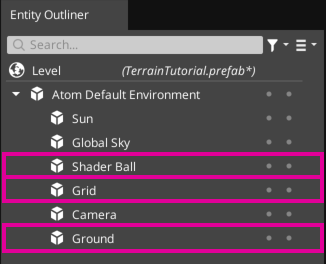 Entity Outliner
Search...
Level (TerrainTutorial.prefab*)
Atom Default Environment
Sun
Global Sky
Shader Ball
Grid
Camera
Ground